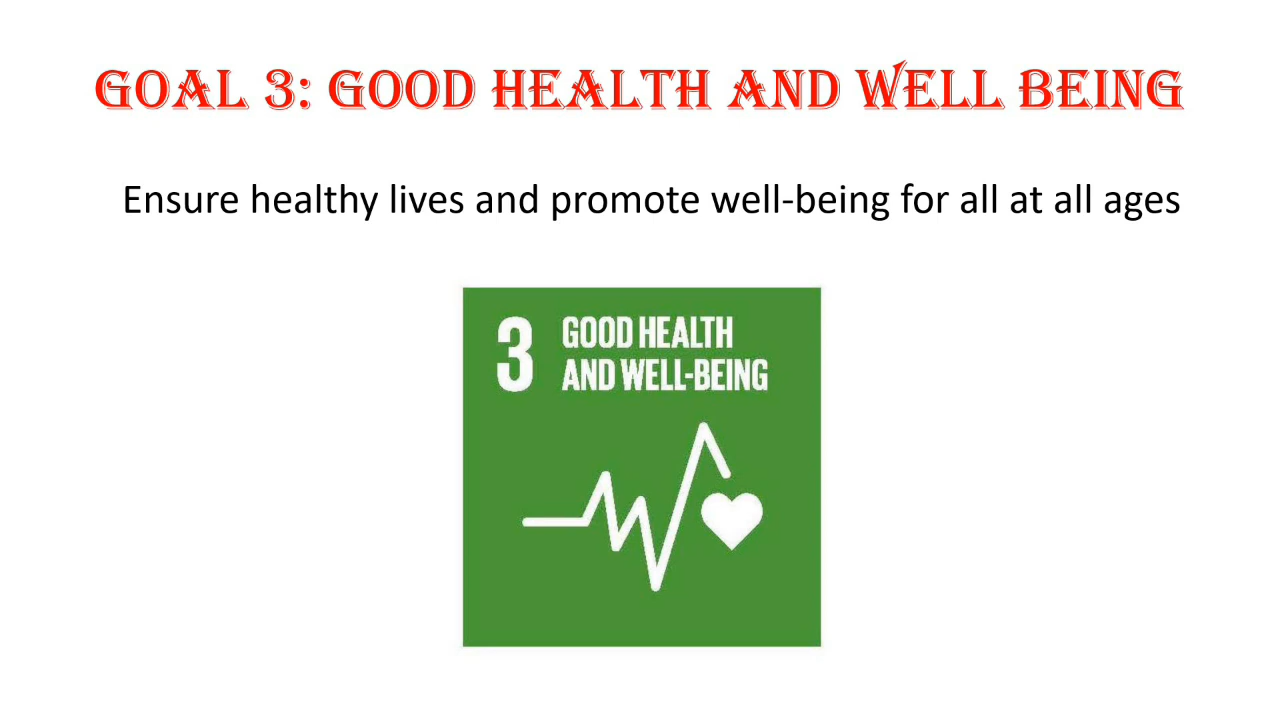 GOAL 3: GOOD HEALTH AND WELL BEING
Ensure healthy lives and promote well-being for all at all ages
3 GOOD HEALTH
AND WELL-BEING